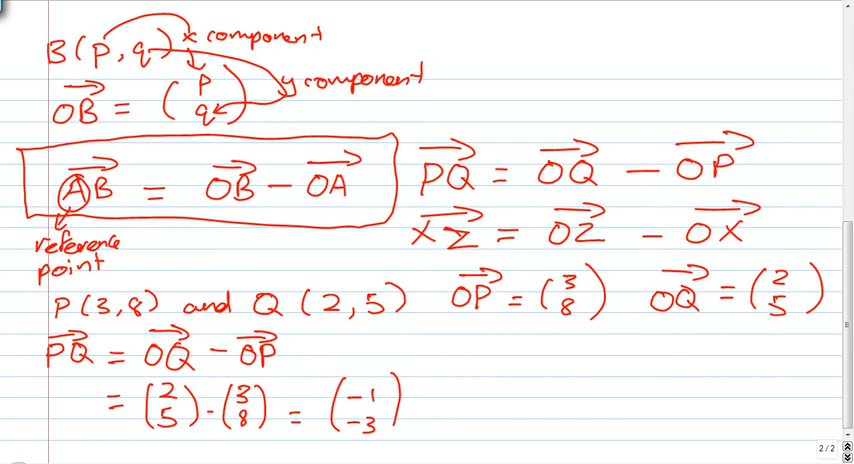 B(p, q) x component
y component
→OB = (p q)
→AB = →OB - →OA
reference
point
→PQ = →OQ - →OP
→XZ = →OZ - →OX
P(3,8) and Q(2,5) →OP = (3 8) →OQ = (2 5)
→PQ = →OQ - →OP
= (2 5) - (3 8) = (-1 -3)
2/2